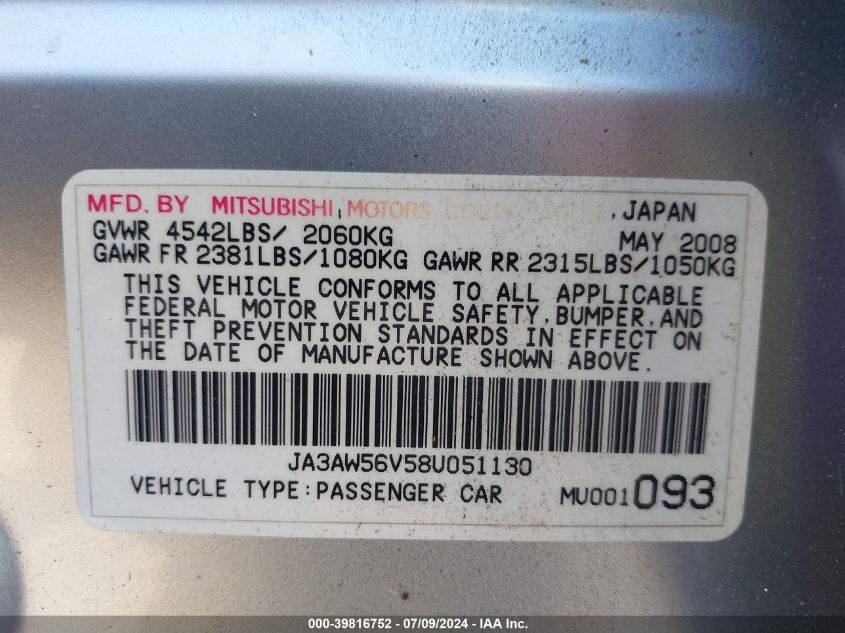 MFD. BY MITSUBISHI MOTORS CORPORATION, JAPAN
GVWR 4542LBS/ 2060KG MAY 2008
GAWR FR 2381LBS/1080KG GAWR RR 2315LBS/1050KG
THIS VEHICLE CONFORMS TO ALL APPLICABLE
FEDERAL MOTOR VEHICLE SAFETY, BUMPER, AND
THEFT PREVENTION STANDARDS IN EFFECT ON
THE DATE OF MANUFACTURE SHOWN ABOVE.
JA3AW56V58U051130
VEHICLE TYPE:PASSENGER CAR MU001093
000-39816752 - 07/09/2024 - IAA Inc.